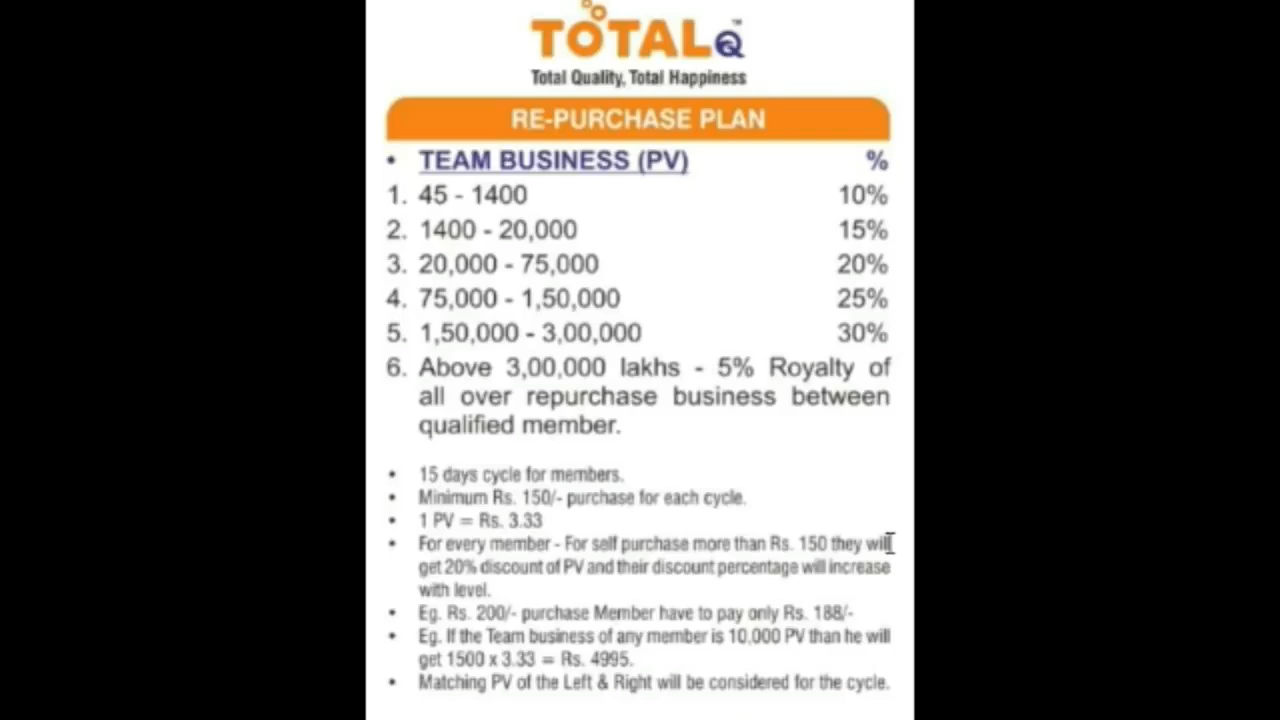 TOTALQ™
Total Quality, Total Happiness
RE-PURCHASE PLAN
• TEAM BUSINESS (PV) %
1. 45 - 1400 10%
2. 1400 - 20,000 15%
3. 20,000 - 75,000 20%
4. 75,000 - 1,50,000 25%
5. 1,50,000 - 3,00,000 30%
6. Above 3,00,000 lakhs - 5% Royalty of
all over repurchase business between
qualified member.
• 15 days cycle for members.
• Minimum Rs. 150/- purchase for each cycle.
• 1 PV = Rs. 3.33
• For every member - For self purchase more than Rs. 150 they will
get 20% discount of PV and their discount percentage will increase
with level.
• Eg. Rs. 200/- purchase Member have to pay only Rs. 188/-
• Eg. If the Team business of any member is 10,000 PV than he will
get 1500 x 3.33 = Rs. 4995.
• Matching PV of the Left & Right will be considered for the cycle.